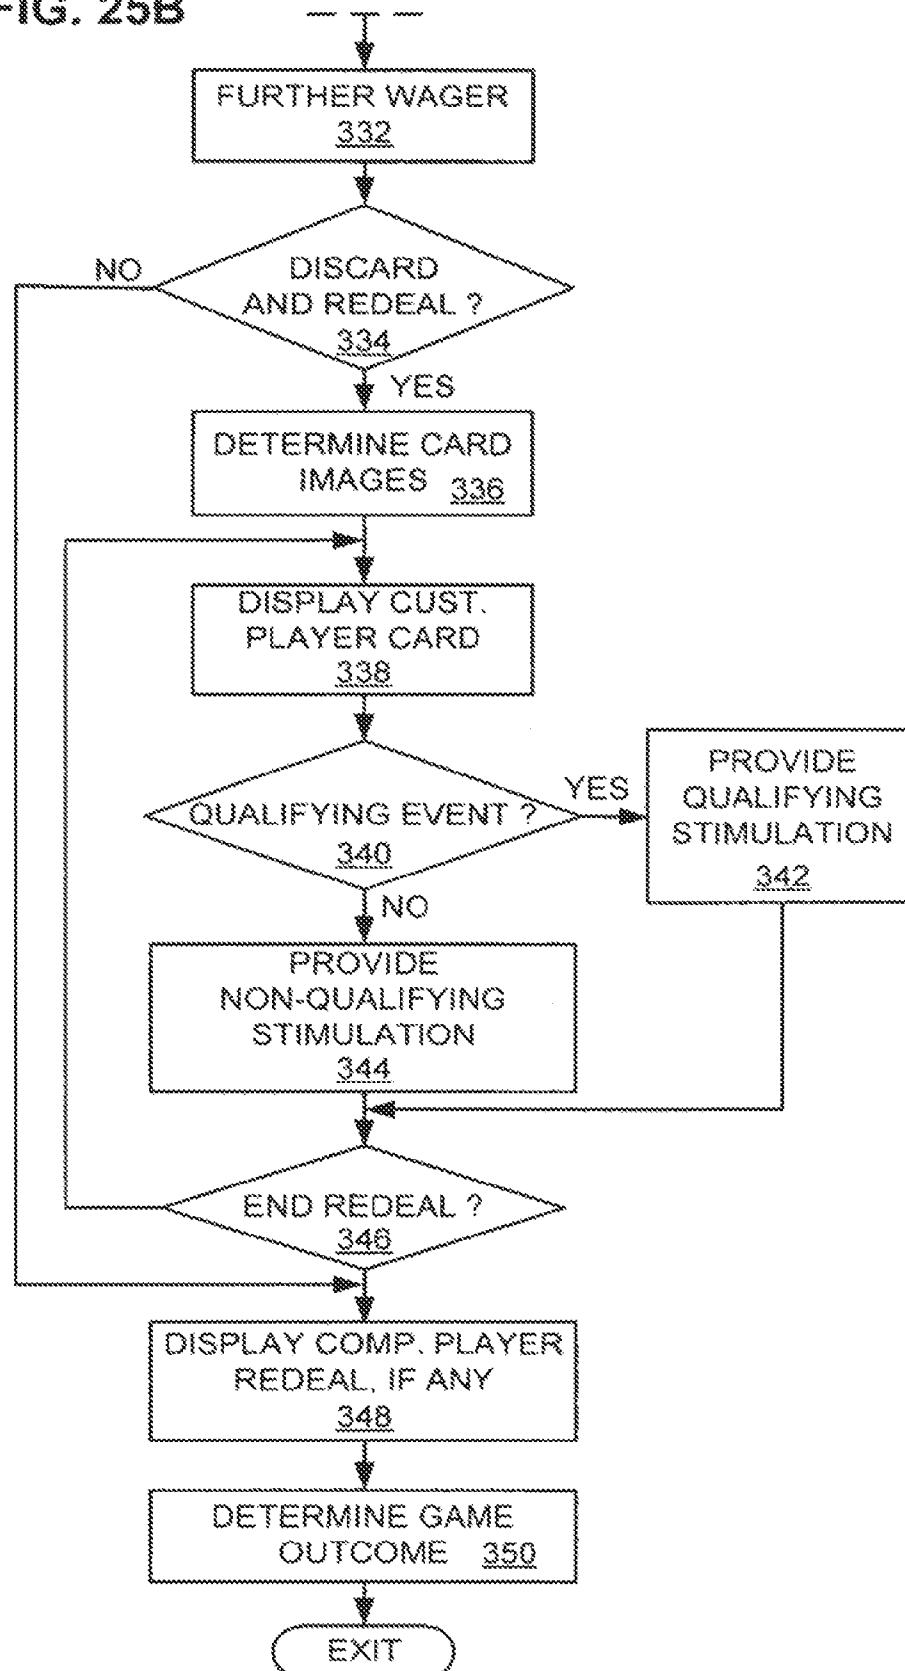 FIG. 25B
FURTHER WAGER
332
NO
DISCARD
AND REDEAL ?
334
YES
DETERMINE CARD
IMAGES 336
DISPLAY CUST.
PLAYER CARD
338
QUALIFYING EVENT ?
340
YES
PROVIDE
QUALIFYING
STIMULATION
342
NO
PROVIDE
NON-QUALIFYING
STIMULATION
344
END REDEAL ?
346
DISPLAY COMP. PLAYER
REDEAL, IF ANY
348
DETERMINE GAME
OUTCOME 350
EXIT